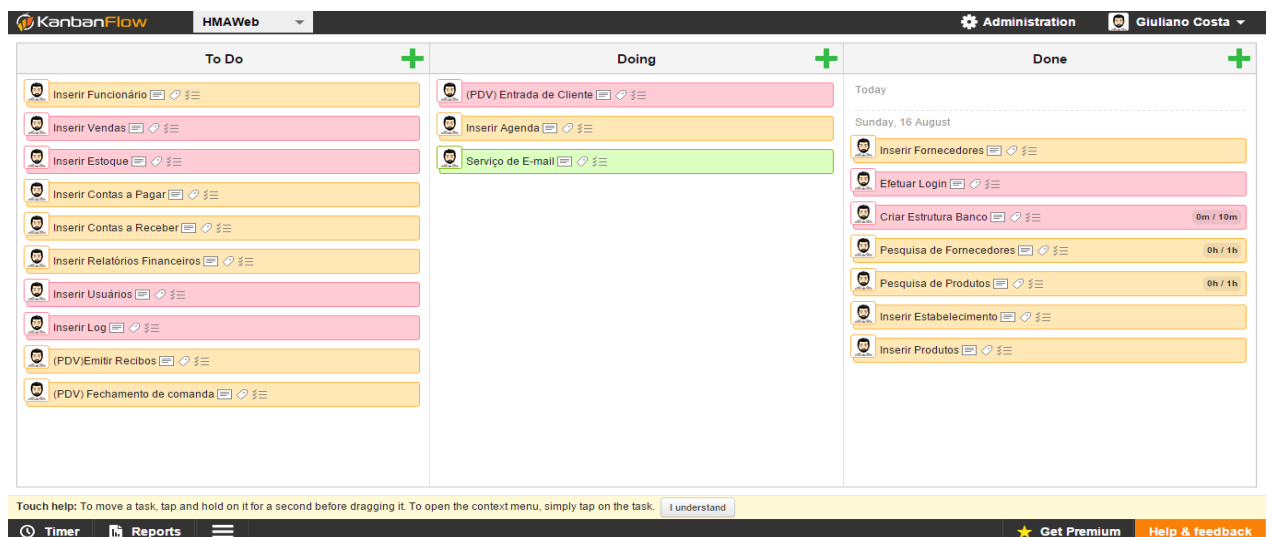 KanbanFlow HMAWeb Administration Giuliano Costa
To Do
Inserir Funcionário
Inserir Vendas
Inserir Estoque
Inserir Contas a Pagar
Inserir Contas a Receber
Inserir Relatórios Financeiros
Inserir Usuários
Inserir Log
(PDV)Emitir Recibos
(PDV) Fechamento de comanda
Doing
(PDV) Entrada de Cliente
Inserir Agenda
Serviço de E-mail
Done
Today
Sunday, 16 August
Inserir Fornecedores
Efetuar Login
Criar Estrutura Banco 0m / 10m
Pesquisa de Fornecedores 0h / 1h
Pesquisa de Produtos 0h / 1h
Inserir Estabelecimento
Inserir Produtos
Touch help: To move a task, tap and hold on it for a second before dragging it. To open the context menu, simply tap on the task. I understand
Timer Reports Get Premium Help & feedback